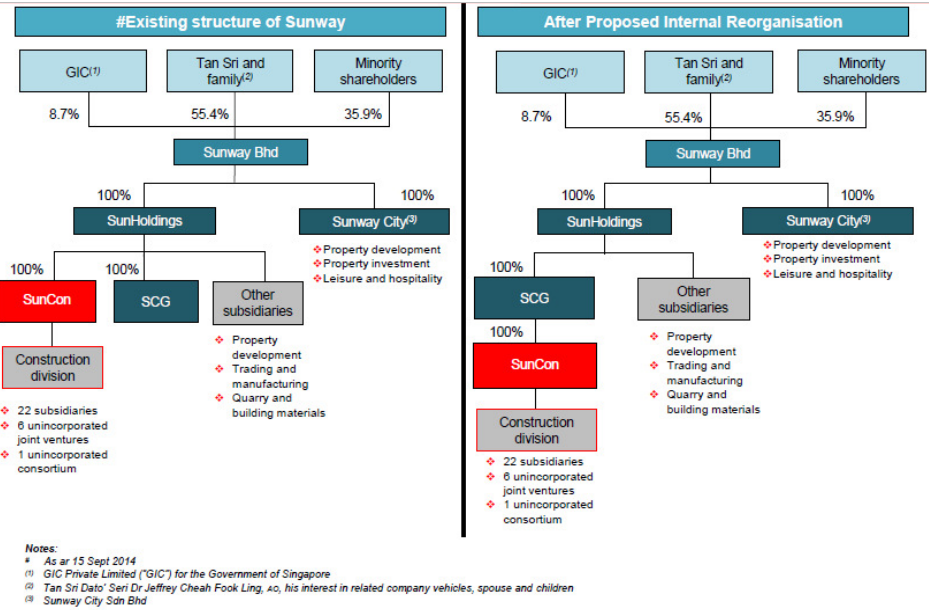 #Existing structure of Sunway
GIC(1)
Tan Sri and
family(2)
Minority
shareholders
8.7%
55.4%
35.9%
Sunway Bhd
100%
100%
SunHoldings
Sunway City(3)
❖Property development
❖Property investment
❖Leisure and hospitality
100%
100%
SunCon
SCG
Other
subsidiaries
Construction
division
❖ Property
development
❖ Trading and
manufacturing
❖ Quarry and
building materials
❖ 22 subsidiaries
❖ 6 unincorporated
joint ventures
❖ 1 unincorporated
consortium
After Proposed Internal Reorganisation
GIC(1)
Tan Sri and
family(2)
Minority
shareholders
8.7%
55.4%
35.9%
Sunway Bhd
100%
100%
SunHoldings
Sunway City(3)
❖Property development
❖Property investment
❖Leisure and hospitality
100%
SCG
Other
subsidiaries
100%
SunCon
❖ Property
development
❖ Trading and
manufacturing
❖ Quarry and
building materials
Construction
division
❖ 22 subsidiaries
❖ 6 unincorporated
joint ventures
❖ 1 unincorporated
consortium
Notes:
# As ar 15 Sept 2014
(1) GIC Private Limited ("GIC") for the Government of Singapore
(2) Tan Sri Dato' Seri Dr Jeffrey Cheah Fook Ling, AO, his interest in related company vehicles, spouse and children
(3) Sunway City Sdn Bhd